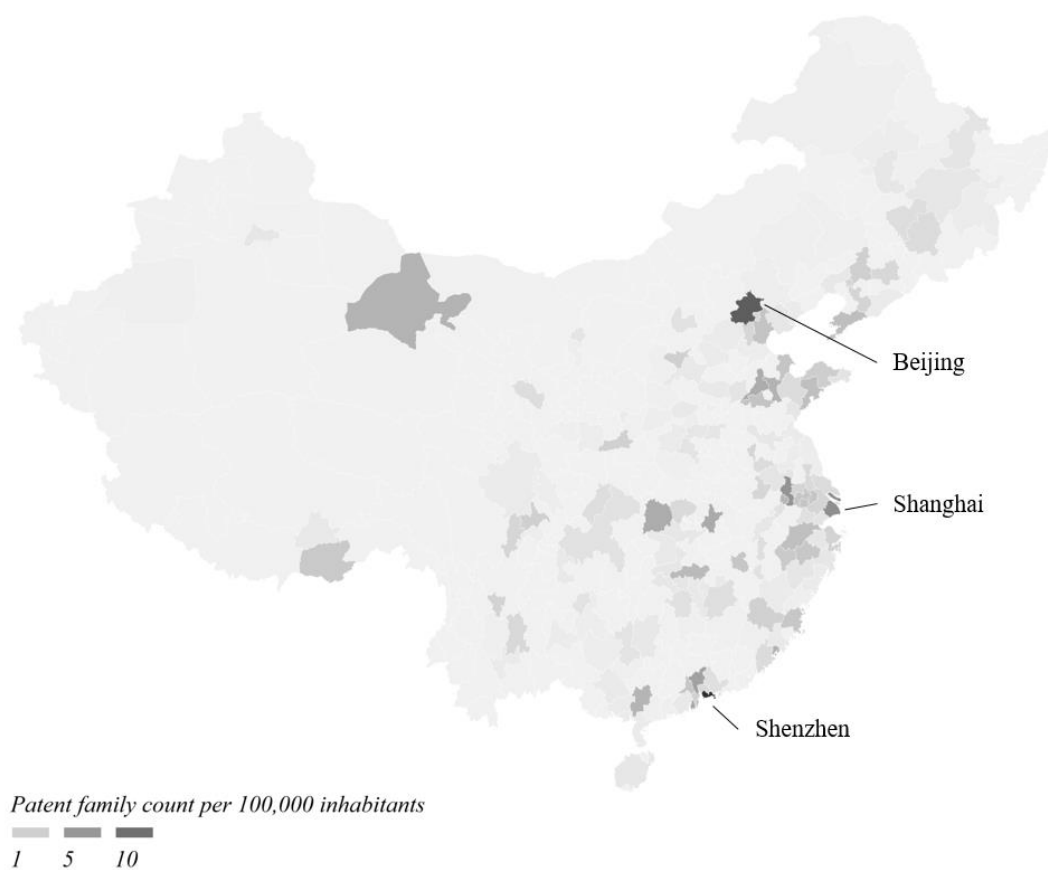 Beijing
Shanghai
Shenzhen
Patent family count per 100,000 inhabitants
1 5 10